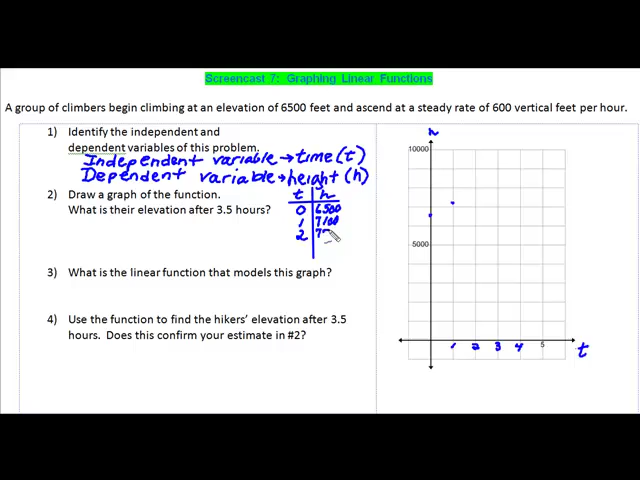 Screencast 7: Graphing Linear Functions
A group of climbers begin climbing at an elevation of 6500 feet and ascend at a steady rate of 600 vertical feet per hour.
1) Identify the independent and
dependent variables of this problem.
Independent variable → time (t)
Dependent variable → height (h)
2) Draw a graph of the function.
What is their elevation after 3.5 hours?
t h
0 6500
1 7100
2
3) What is the linear function that models this graph?
4) Use the function to find the hikers' elevation after 3.5
hours. Does this confirm your estimate in #2?
h
10000
5000
1 2 3 4 5 t